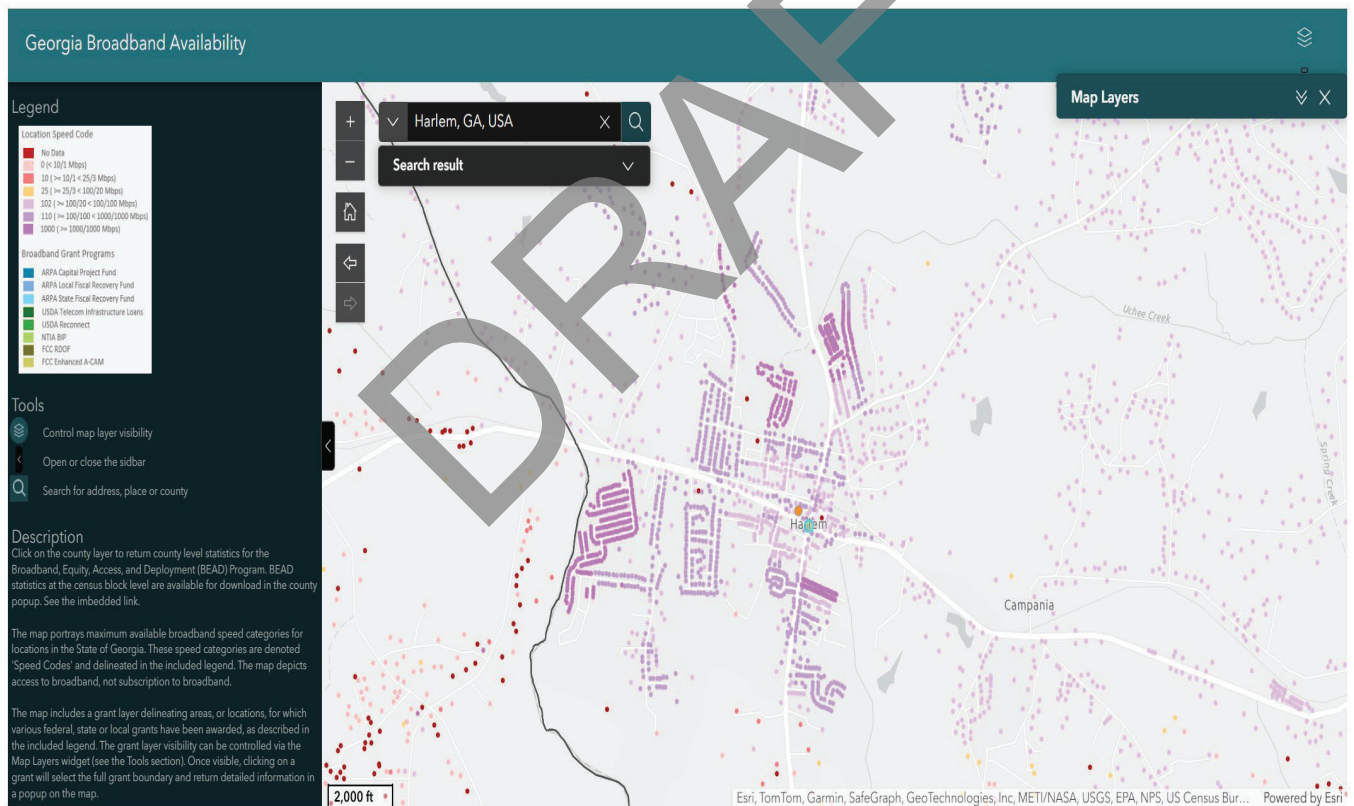 Georgia Broadband Availability
Legend
Location Speed Code
No Data
0 (< 10/1 Mbps)
10 ( >= 10/1 < 25/3 Mbps)
25 ( >= 25/3 < 100/20 Mbps)
102 ( >= 100/20 < 100/100 Mbps)
110 ( >= 100/100 < 1000/1000 Mbps)
1000 ( >= 1000/1000 Mbps)
Broadband Grant Programs
ARPA Capital Project Fund
ARPA Local Fiscal Recovery Fund
ARPA State Fiscal Recovery Fund
USDA Telecom Infrastructure Loans
USDA Reconnect
NTIA BIP
FCC RDOF
FCC Enhanced A-CAM
Tools
Control map layer visibility
Open or close the sidbar
Search for address, place or county
Description
Click on the county layer to return county level statistics for the
Broadband, Equity, Access, and Deployment (BEAD) Program. BEAD
statistics at the census block level are available for download in the county
popup. See the imbedded link.
The map portrays maximum available broadband speed categories for
locations in the State of Georgia. These speed categories are denoted
'Speed Codes' and delineated in the included legend. The map depicts
access to broadband, not subscription to broadband.
The map includes a grant layer delineating areas, or locations, for which
various federal, state or local grants have been awarded, as described in
the included legend. The grant layer visibility can be controlled via the
Map Layers widget (see the Tools section). Once visible, clicking on a
grant will select the full grant boundary and return detailed information in
a popup on the map.
Harlem, GA, USA
Search result
Map Layers
Uchee Creek
Spring Creek
Harlem
Campania
DRAF
2,000 ft
Esri, TomTom, Garmin, SafeGraph, GeoTechnologies, Inc, METI/NASA, USGS, EPA, NPS, US Census Bur... Powered by Esri